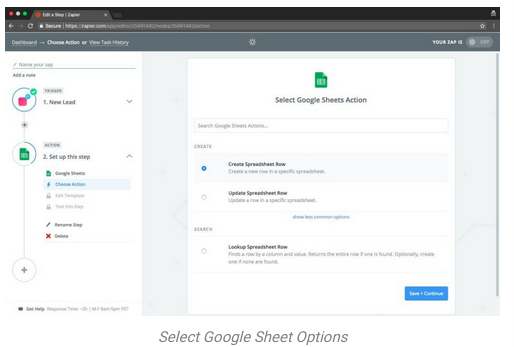 Edit a Step | Zapier
Secure | https://zapier.com/app/editor/
Dashboard → Choose Action or View Task History
YOUR ZAP IS OFF
Name your zap
Add a note
TRIGGER
1. New Lead
ACTION
2. Set up this step
Google Sheets
Choose Action
Edit Template
Test this Step
Rename Step
Delete
Get Help Response Time: ~2h | M-F 9am-5pm PST
Select Google Sheets Action
Search Google Sheets Actions...
CREATE
Create Spreadsheet Row
Create a new row in a specific spreadsheet.
Update Spreadsheet Row
Update a row in a specific spreadsheet.
show less common options
SEARCH
Lookup Spreadsheet Row
Finds a row by a column and value. Returns the entire row if one is found. Optionally, create
one if none are found.
Save + Continue
Select Google Sheet Options